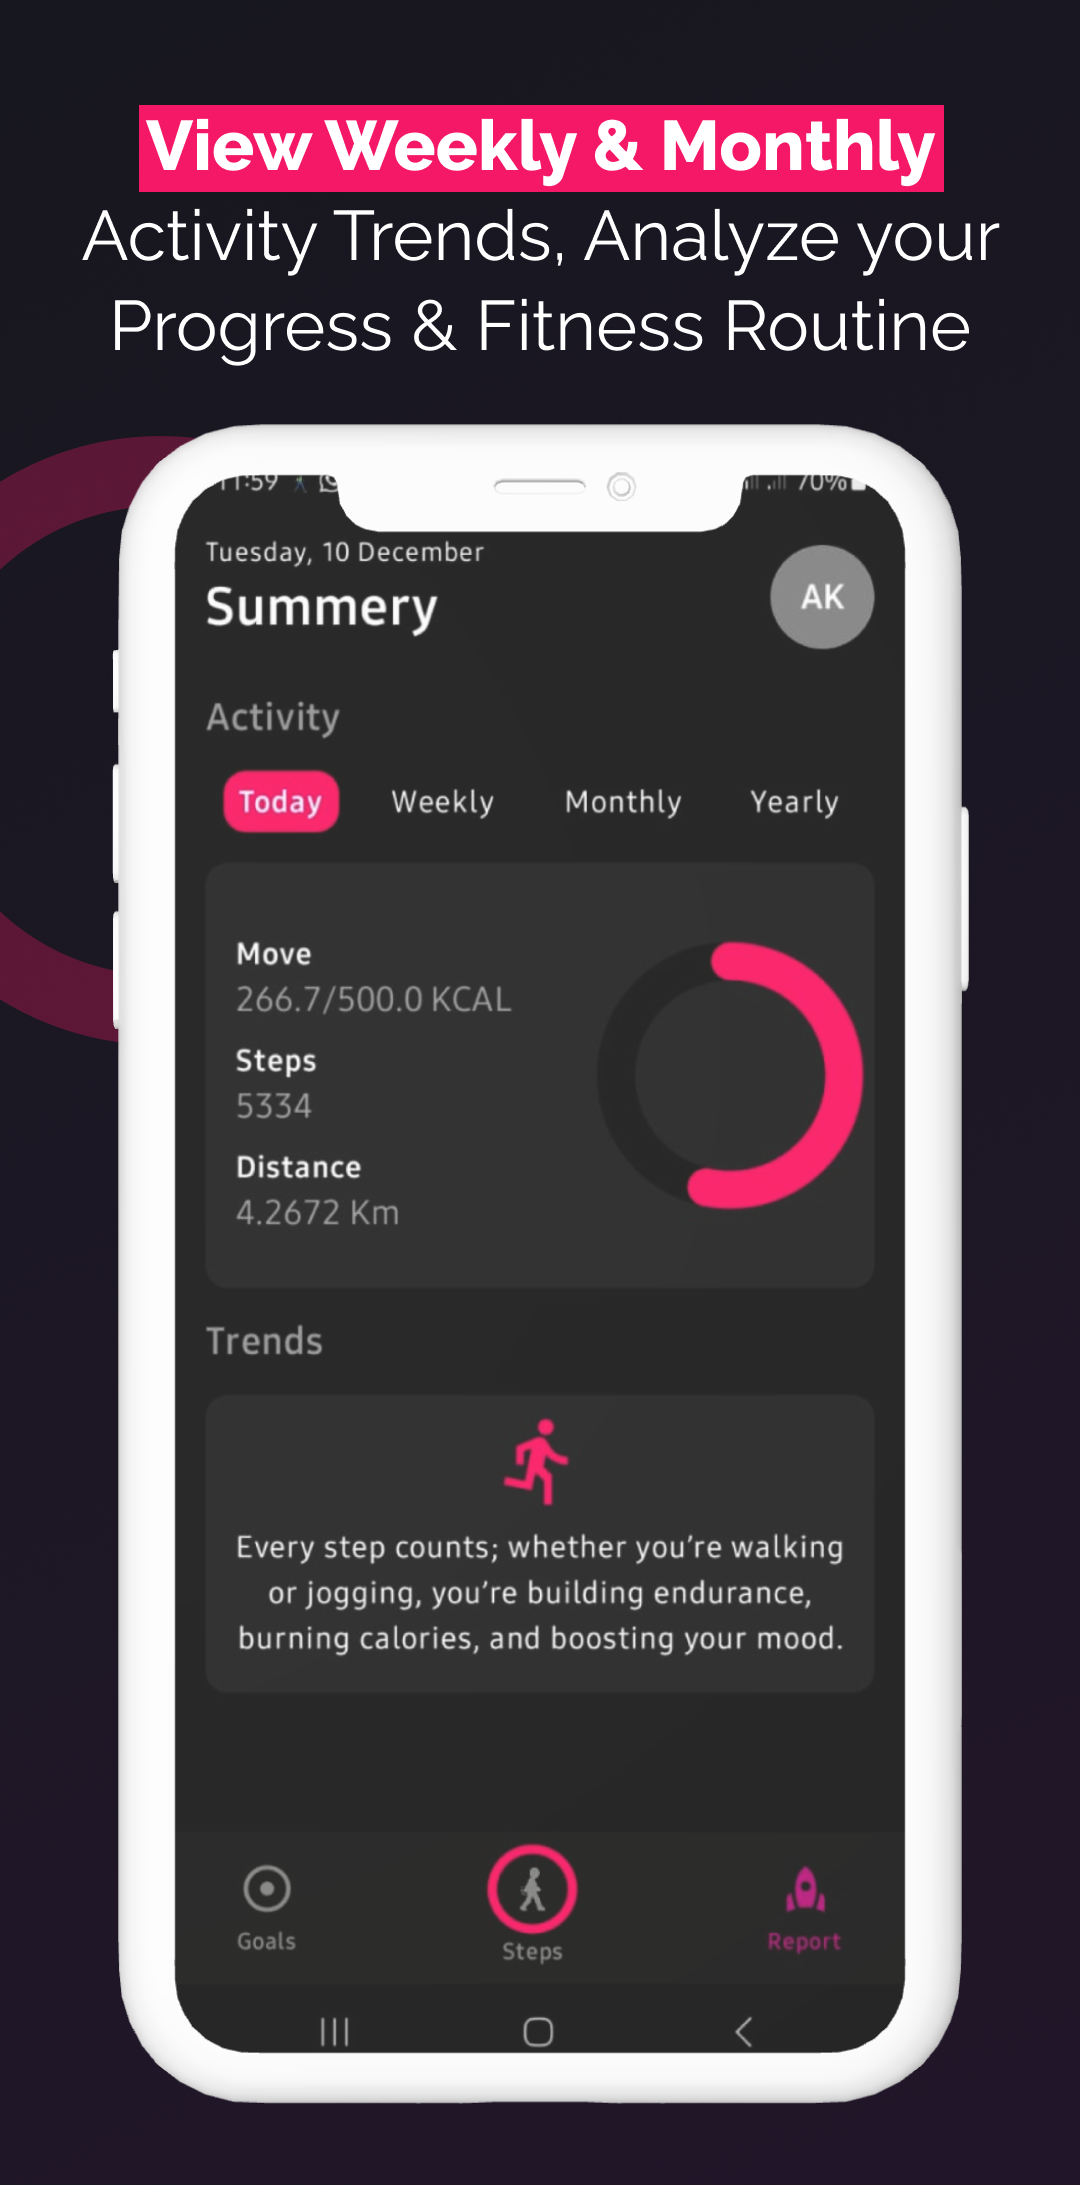 View Weekly & Monthly
Activity Trends, Analyze your
Progress & Fitness Routine
11:59 70%
Tuesday, 10 December
Summery
AK
Activity
Today Weekly Monthly Yearly
Move
266.7/500.0 KCAL
Steps
5334
Distance
4.2672 Km
Trends
Every step counts; whether you’re walking
or jogging, you’re building endurance,
burning calories, and boosting your mood.
Goals Steps Report